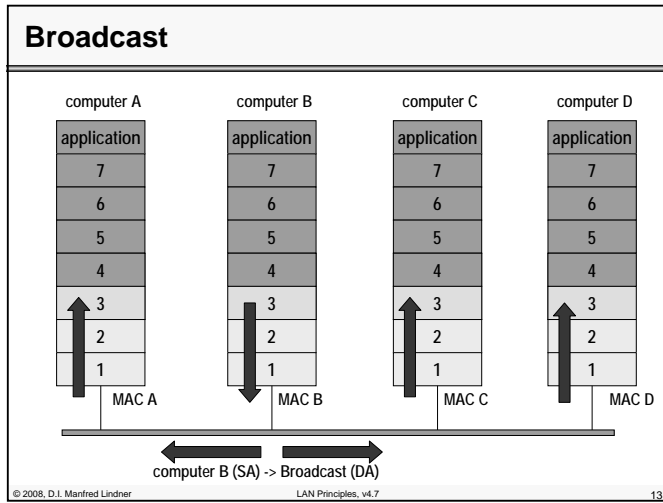 Broadcast
computer A computer B computer C computer D
application application application application
7 7 7 7
6 6 6 6
5 5 5 5
4 4 4 4
3 3 3 3
2 2 2 2
1 1 1 1
MAC A MAC B MAC C MAC D
computer B (SA) -> Broadcast (DA)
© 2008, D.I. Manfred Lindner LAN Principles, v4.7 13